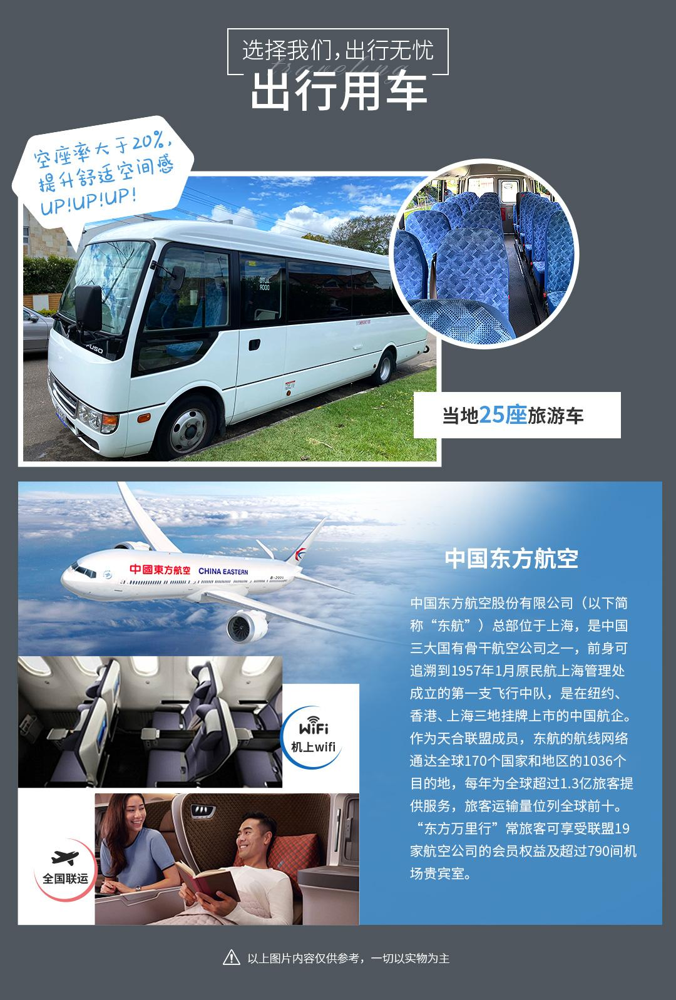 选择我们，出行无忧
traveling
出行用车
空座率大于20%，
提升舒适空间感
UP!UP!UP!
AUTO
DOOR
FUSO
当地25座旅游车
中國東方航空 CHINA EASTERN
B-2001
中国东方航空
中国东方航空股份有限公司（以下简
称“东航”）总部位于上海，是中国
三大国有骨干航空公司之一，前身可
追溯到1957年1月原民航上海管理处
成立的第一支飞行中队，是在纽约、
香港、上海三地挂牌上市的中国航企。
作为天合联盟成员，东航的航线网络
通达全球170个国家和地区的1036个
目的地，每年为全球超过1.3亿旅客提
供服务，旅客运输量位列全球前十。
“东方万里行”常旅客可享受联盟19
家航空公司的会员权益及超过790间机
场贵宾室。
WiFi
机上wifi
全国联运
以上图片内容仅供参考，一切以实物为主